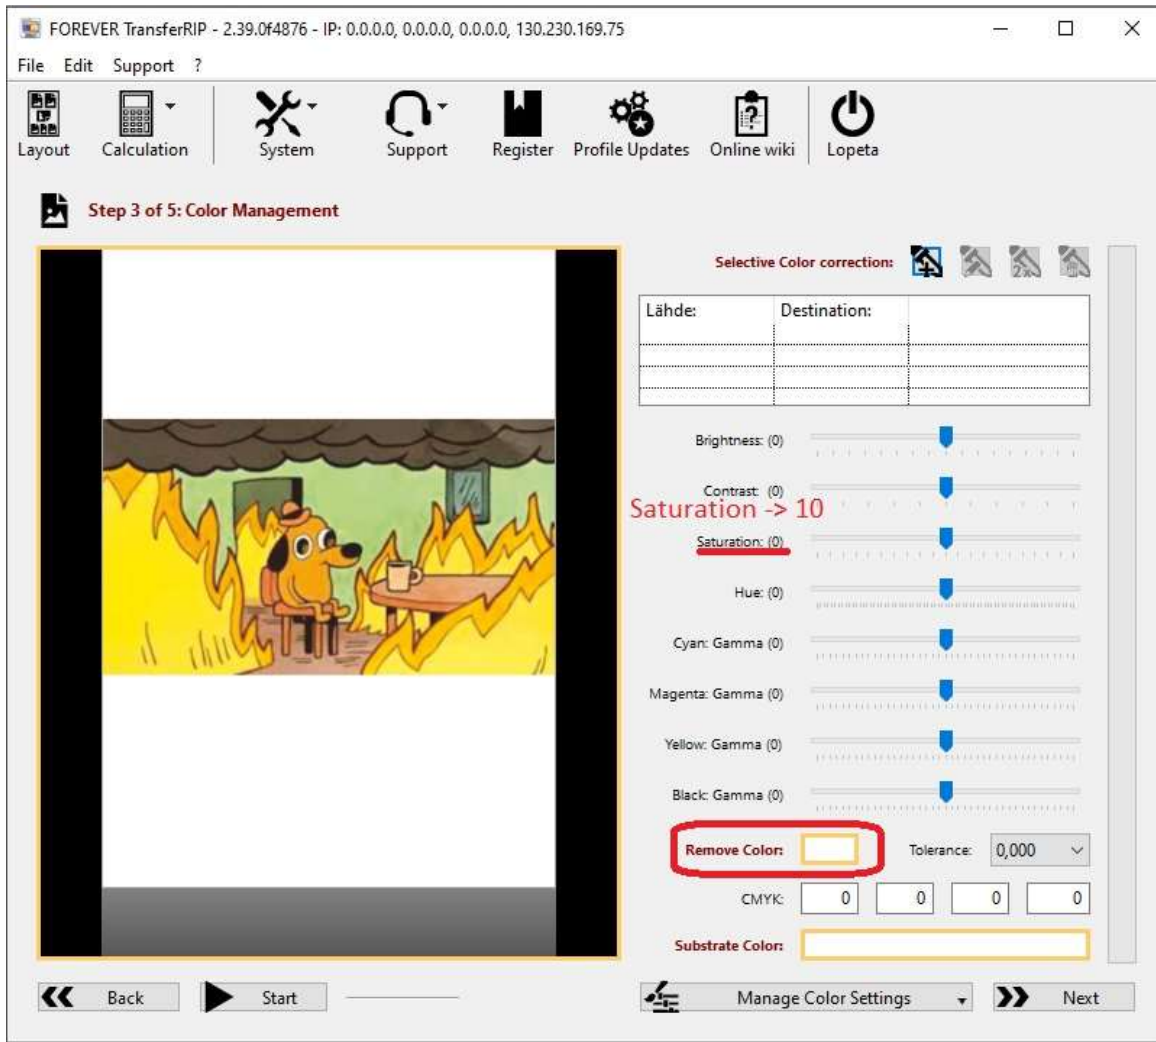 FOREVER TransferRIP - 2.39.0f4876 - IP: 0.0.0.0, 0.0.0.0, 0.0.0.0, 130.230.169.75
File Edit Support ?
Layout Calculation System Support Register Profile Updates Online wiki Lopeta
Step 3 of 5: Color Management
Selective Color correction:
2x
Lähde: Destination:
Brightness: (0)
Contrast: (0)
Saturation -> 10
Saturation: (0)
Hue: (0)
Cyan: Gamma (0)
Magenta: Gamma (0)
Yellow: Gamma (0)
Black: Gamma (0)
Remove Color: Tolerance: 0,000
CMYK: 0 0 0 0
Substrate Color:
Back Start Manage Color Settings Next